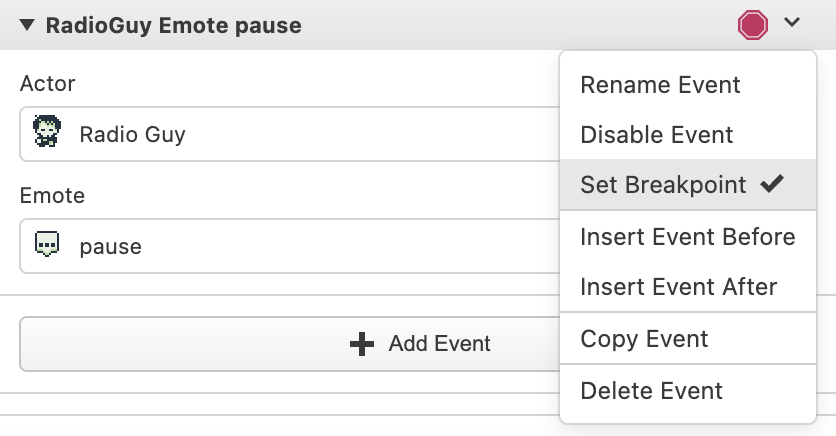 RadioGuy Emote pause
Actor
Radio Guy
Emote
pause
Add Event
Rename Event
Disable Event
Set Breakpoint
Insert Event Before
Insert Event After
Copy Event
Delete Event